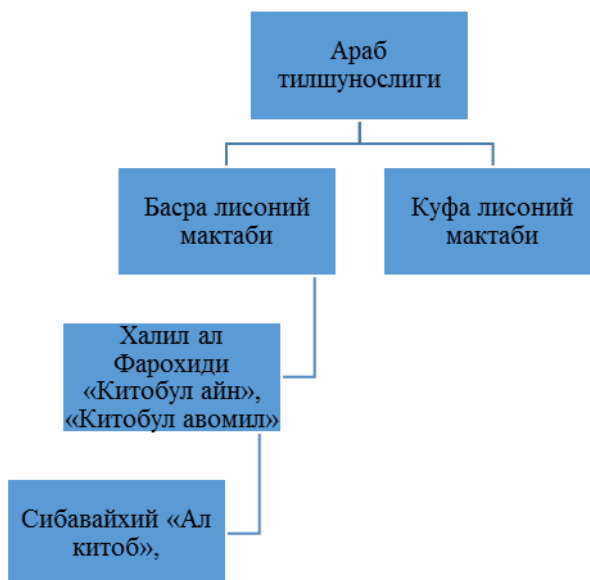 Араб
тилшунослиги
Басра лисоний
мактаби
Куфа лисоний
мактаби
Халил ал
Фарохиди
«Китобул айн»,
«Китобул авомил»
Сибавайхий «Ал
китоб»,